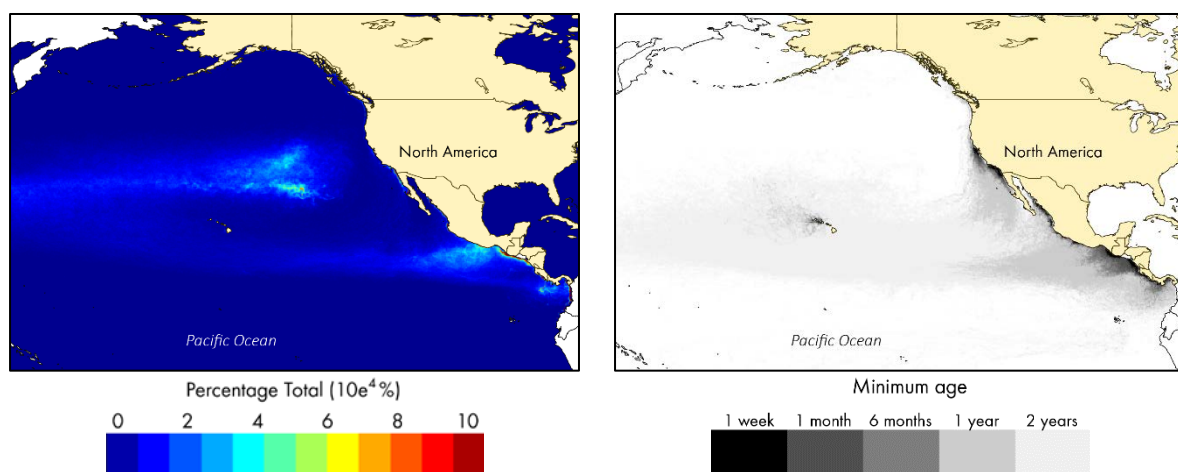 North America
Pacific Ocean
Percentage Total (10e⁴%)
0 2 4 6 8 10
North America
Pacific Ocean
Minimum age
1 week 1 month 6 months 1 year 2 years